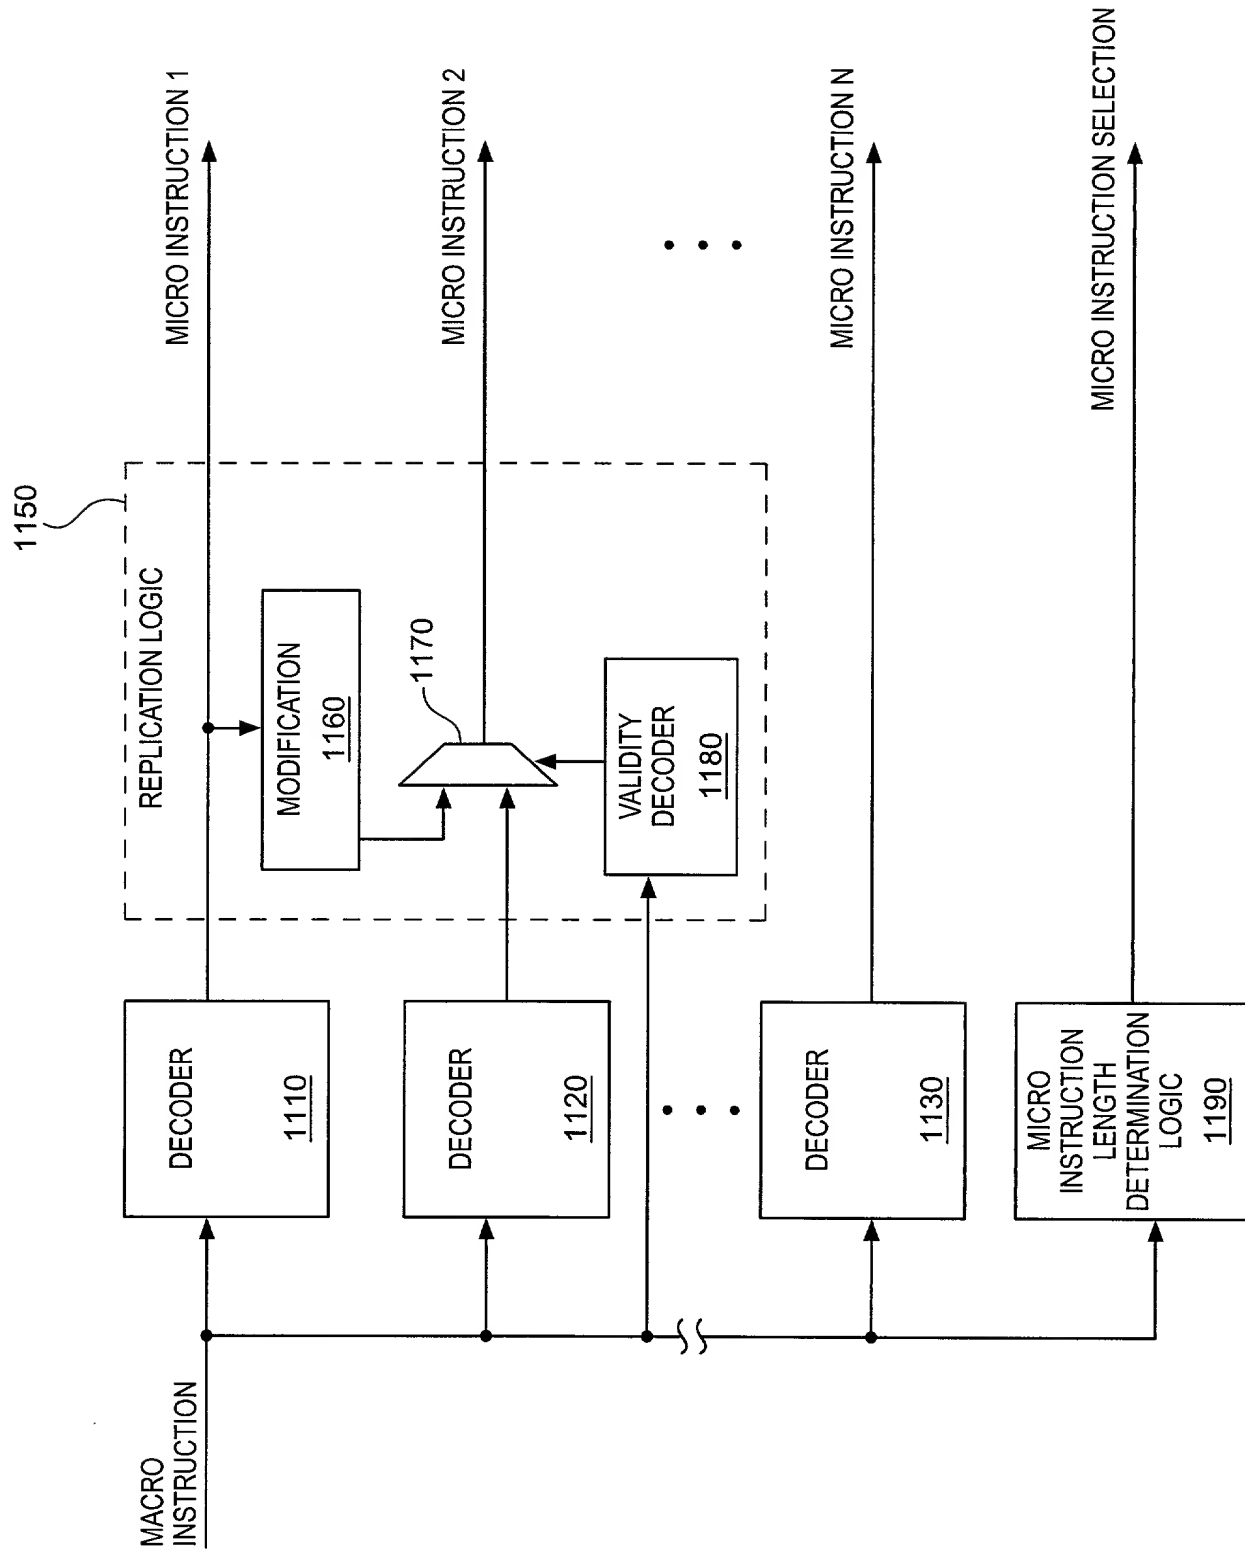 MACRO
INSTRUCTION
DECODER
1110
DECODER
1120
DECODER
1130
MICRO
INSTRUCTION
LENGTH
DETERMINATION
LOGIC
1190
1150
REPLICATION LOGIC
MODIFICATION
1160
1170
VALIDITY
DECODER
1180
MICRO INSTRUCTION 1
MICRO INSTRUCTION 2
MICRO INSTRUCTION N
MICRO INSTRUCTION SELECTION